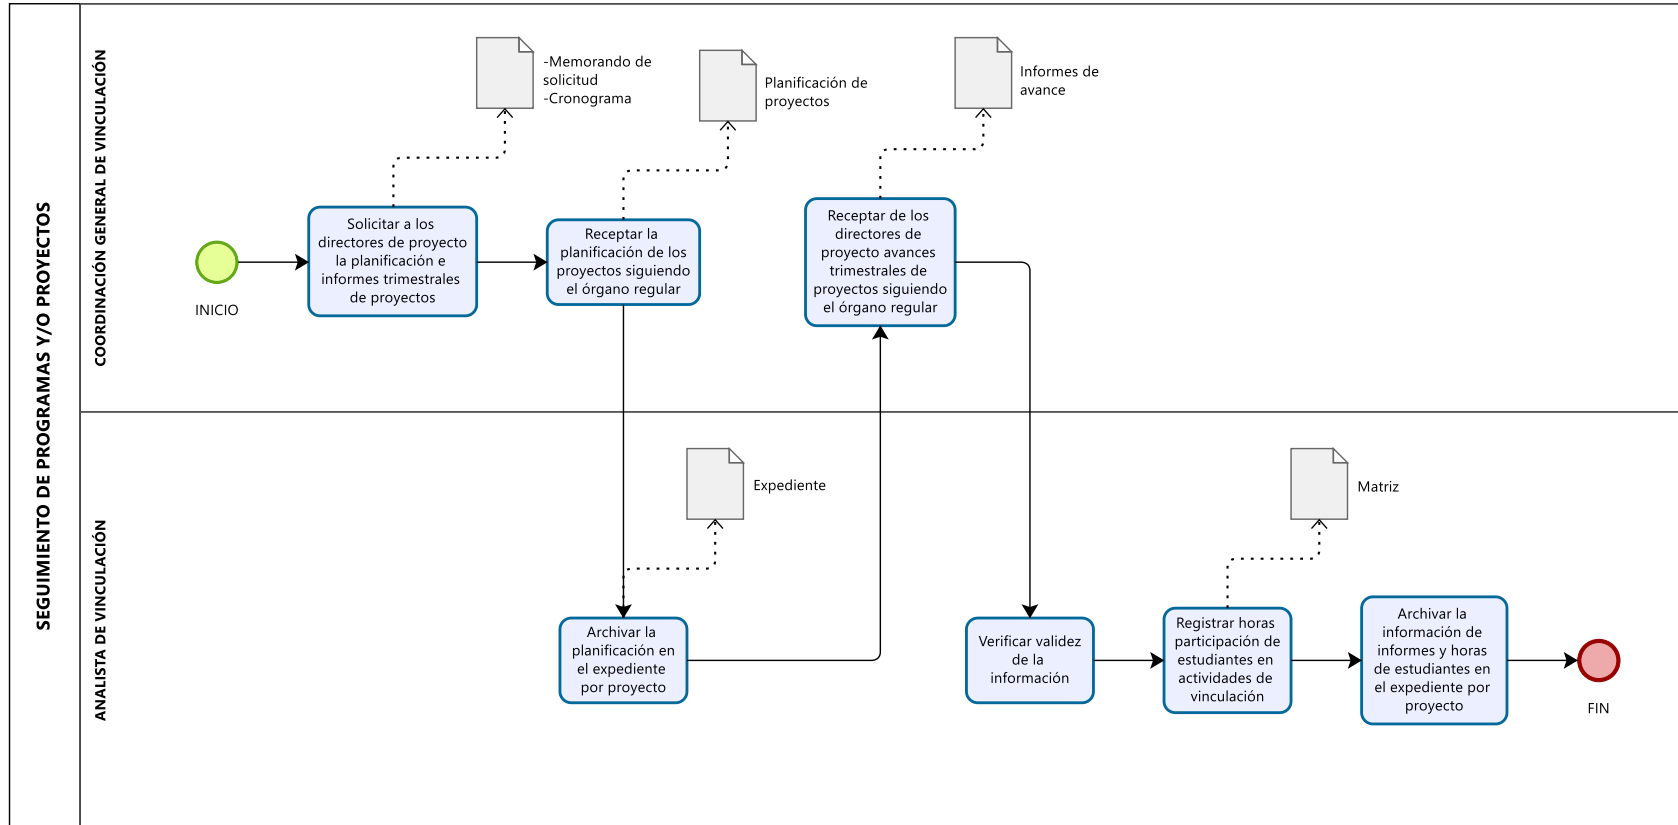 SEGUIMIENTO DE PROGRAMAS Y/O PROYECTOS
COORDINACIÓN GENERAL DE VINCULACIÓN
-Memorando de
solicitud
-Cronograma
Planificación de
proyectos
Informes de
avance
INICIO
Solicitar a los
directores de proyecto
la planificación e
informes trimestrales
de proyectos
Receptar la
planificación de los
proyectos siguiendo
el órgano regular
Receptar de los
directores de
proyecto avances
trimestrales de
proyectos siguiendo
el órgano regular
ANALISTA DE VINCULACIÓN
Expediente
Matriz
Archivar la
planificación en
el expediente
por proyecto
Verificar validez
de la
información
Registrar horas
participación de
estudiantes en
actividades de
vinculación
Archivar la
información de
informes y horas
de estudiantes en
el expediente por
proyecto
FIN